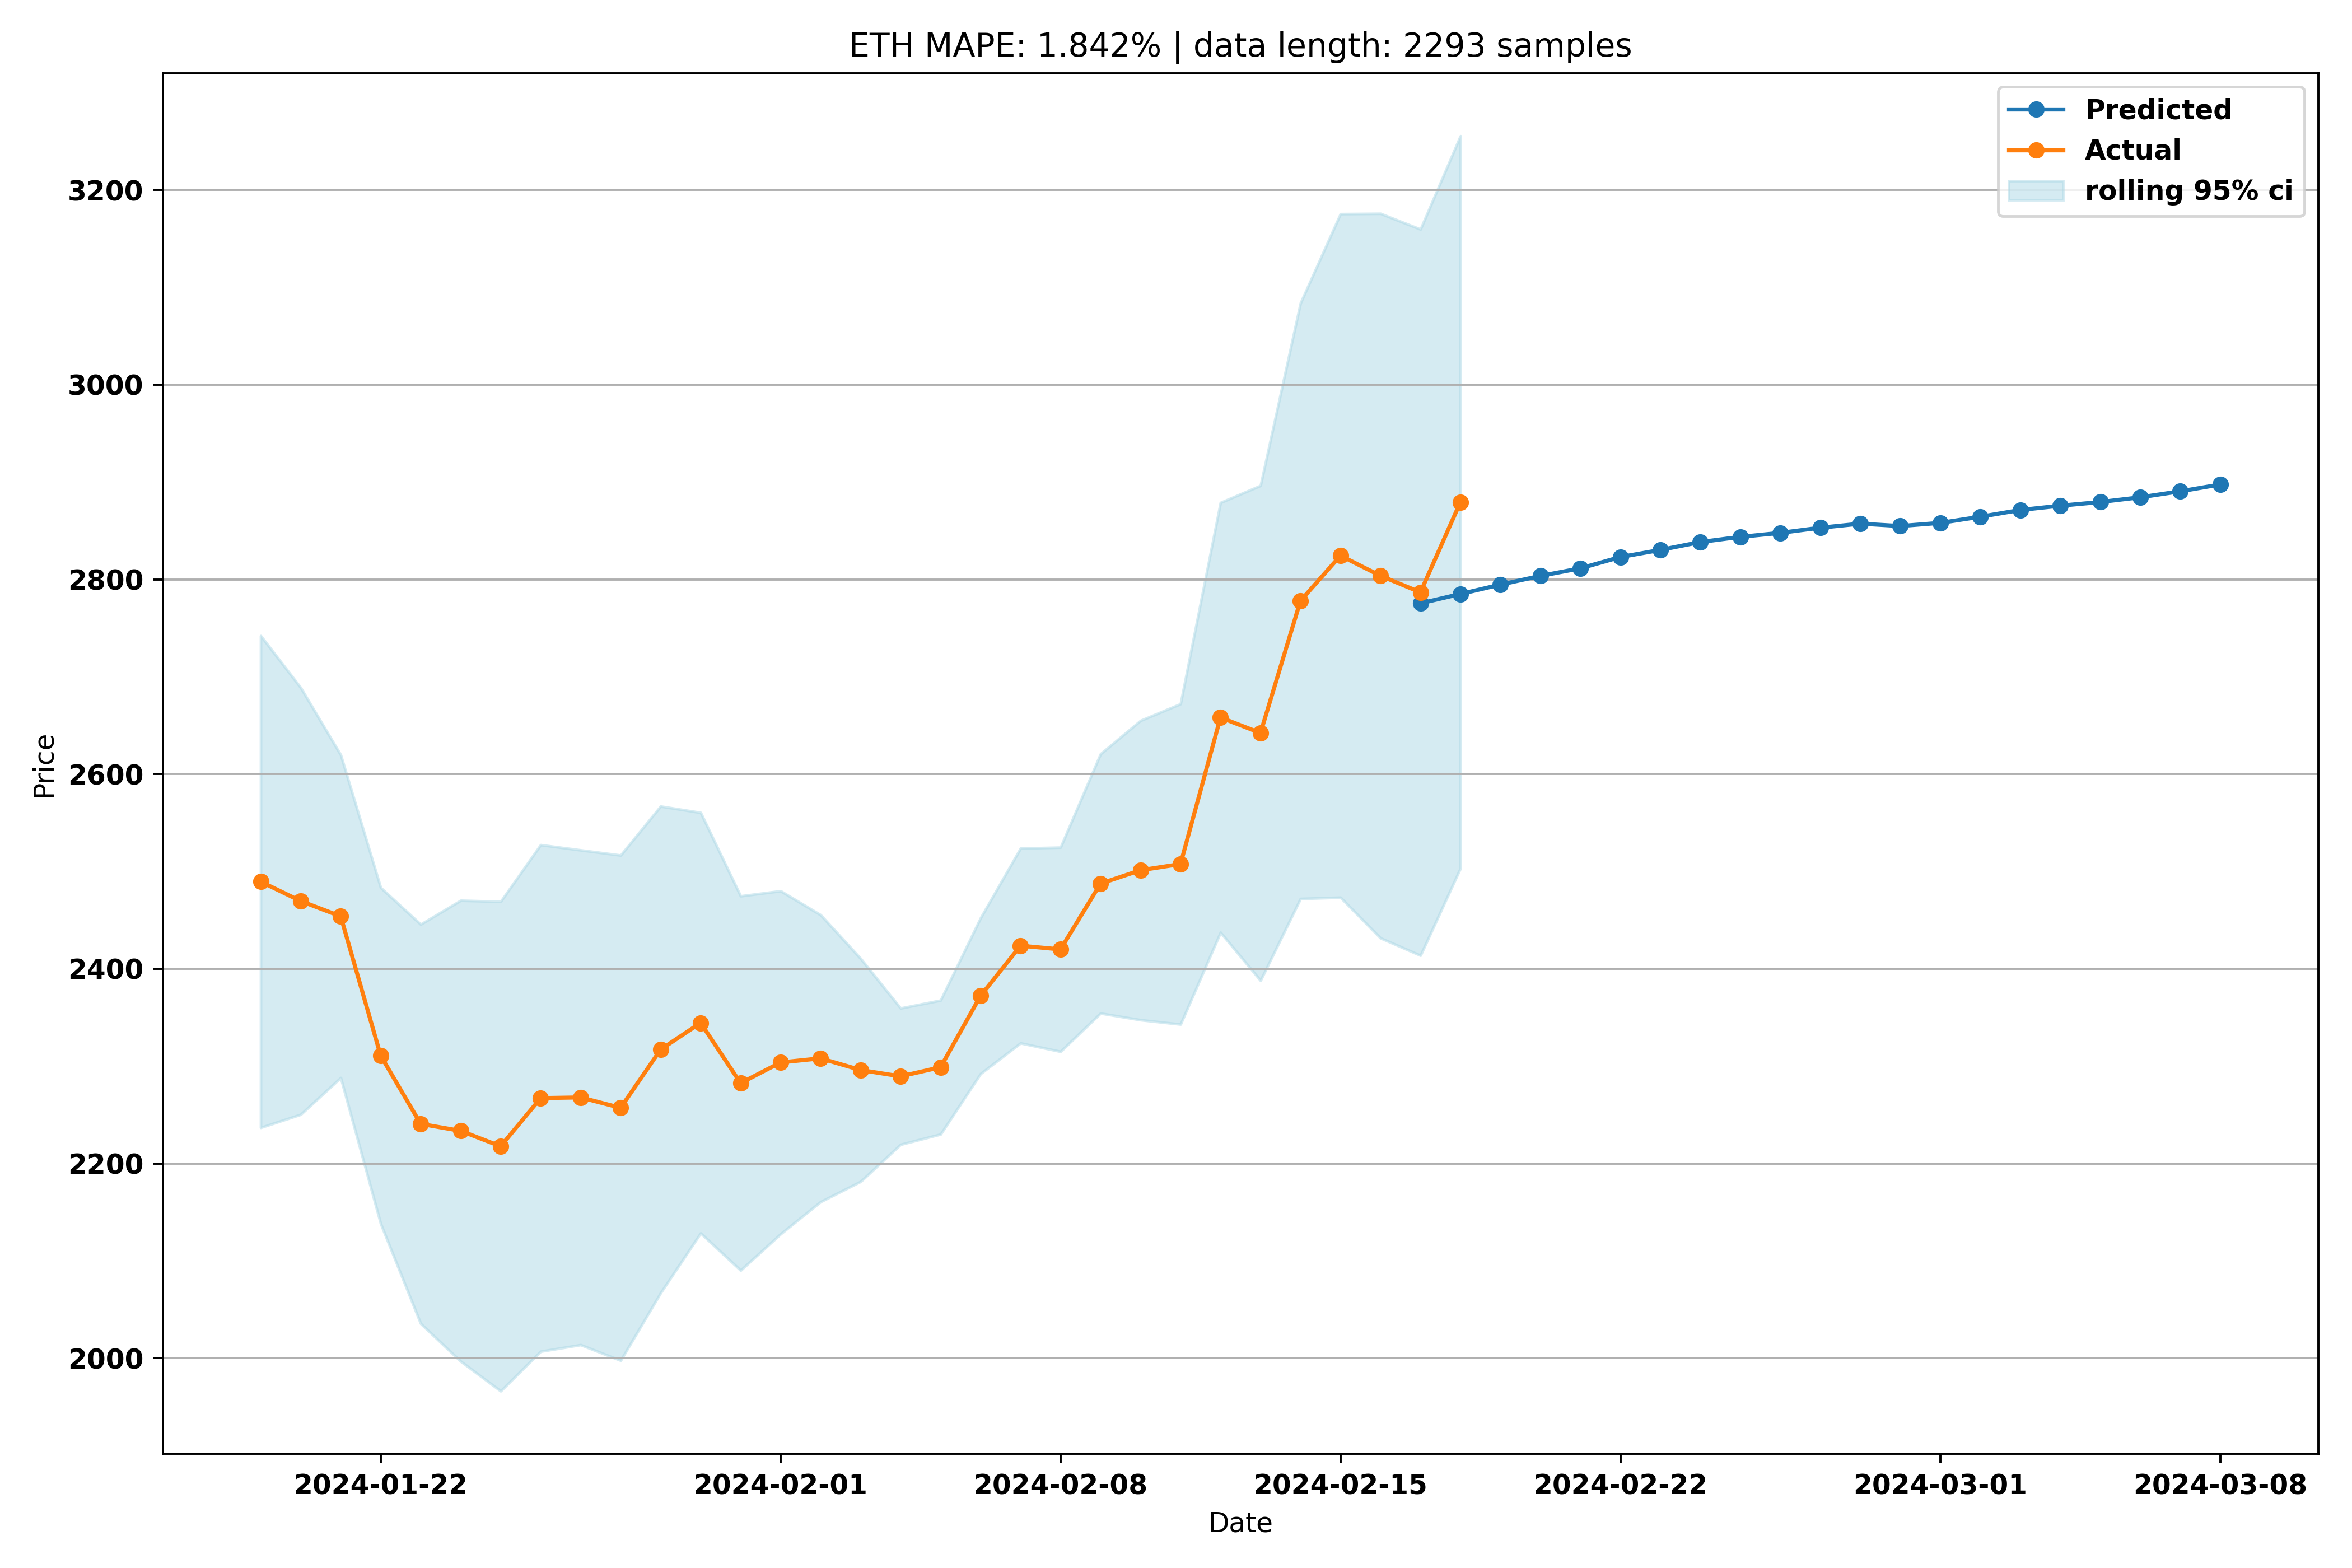 ETH MAPE: 1.842% | data length: 2293 samples
Predicted
Actual
rolling 95% ci
3200
3000
2800
2600
2400
2200
2000
Price
2024-01-22
2024-02-01
2024-02-08
2024-02-15
2024-02-22
2024-03-01
2024-03-08
Date